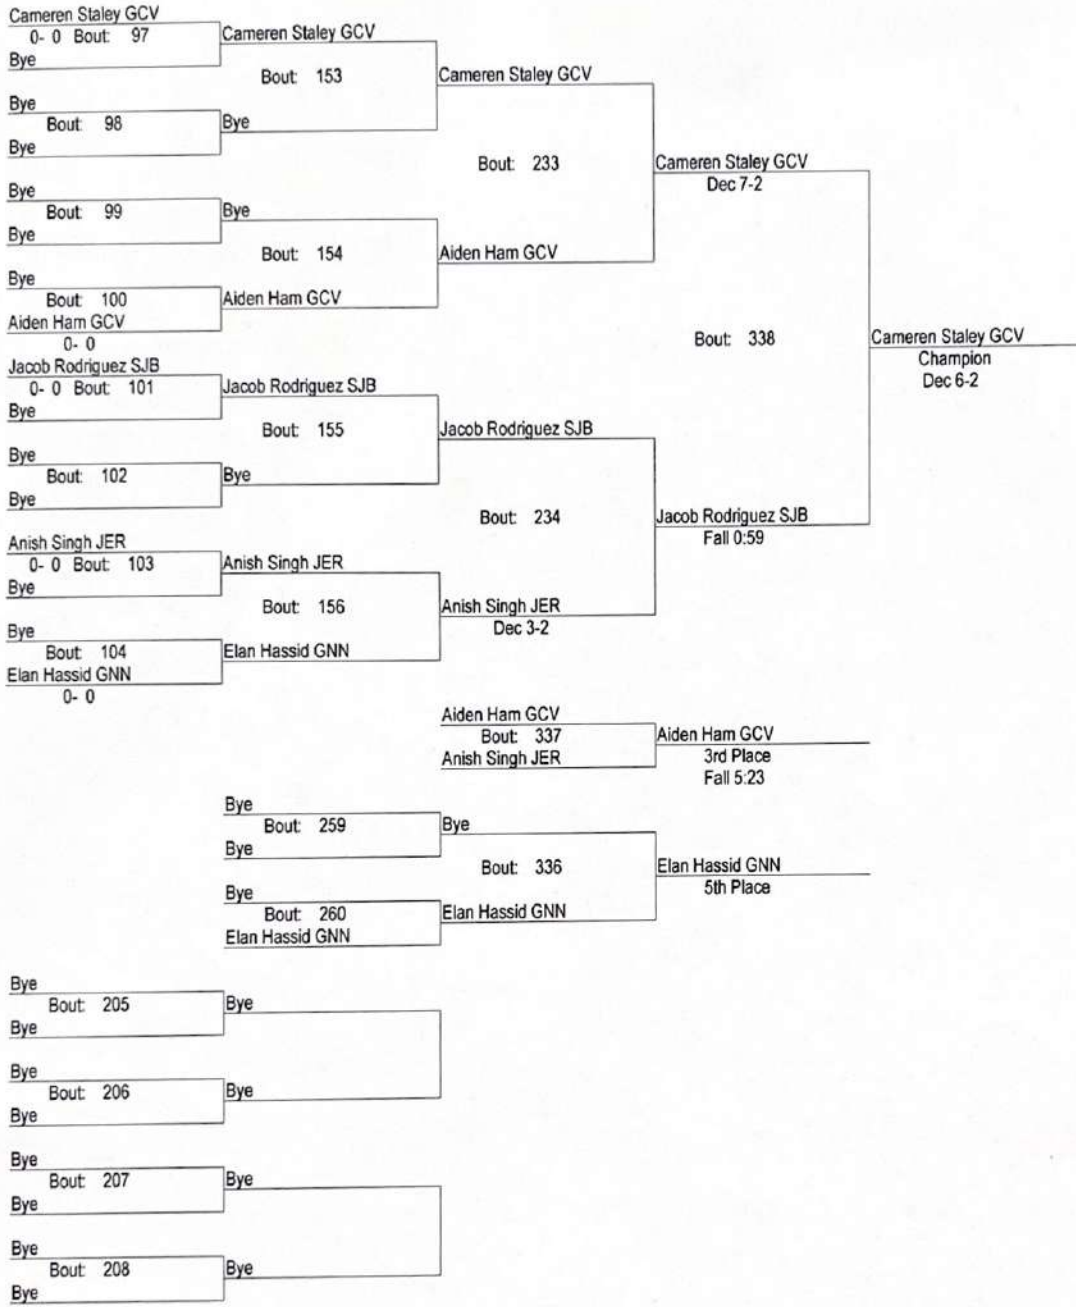 Cameren Staley GCV
0- 0 Bout: 97
Bye
Cameren Staley GCV
Bout: 153
Bye
Bout: 98
Bye
Bye
Cameren Staley GCV
Bout: 233
Bye
Bout: 99
Bye
Bye
Bout: 154
Bye
Bout: 100
Aiden Ham GCV
0- 0
Aiden Ham GCV
Aiden Ham GCV
Cameren Staley GCV
Dec 7-2
Bout: 338
Jacob Rodriguez SJB
0- 0 Bout: 101
Bye
Jacob Rodriguez SJB
Bout: 155
Bye
Bout: 102
Bye
Bye
Jacob Rodriguez SJB
Bout: 234
Anish Singh JER
0- 0 Bout: 103
Bye
Anish Singh JER
Bout: 156
Bye
Bout: 104
Elan Hassid GNN
0- 0
Elan Hassid GNN
Anish Singh JER
Dec 3-2
Jacob Rodriguez SJB
Fall 0:59
Cameren Staley GCV
Champion
Dec 6-2
Aiden Ham GCV
Bout: 337
Anish Singh JER
Aiden Ham GCV
3rd Place
Fall 5:23
Bye
Bout: 259
Bye
Bye
Bout: 336
Bye
Bout: 260
Elan Hassid GNN
Elan Hassid GNN
Elan Hassid GNN
5th Place
Bye
Bout: 205
Bye
Bye
Bye
Bout: 206
Bye
Bye
Bye
Bout: 207
Bye
Bye
Bye
Bout: 208
Bye
Bye